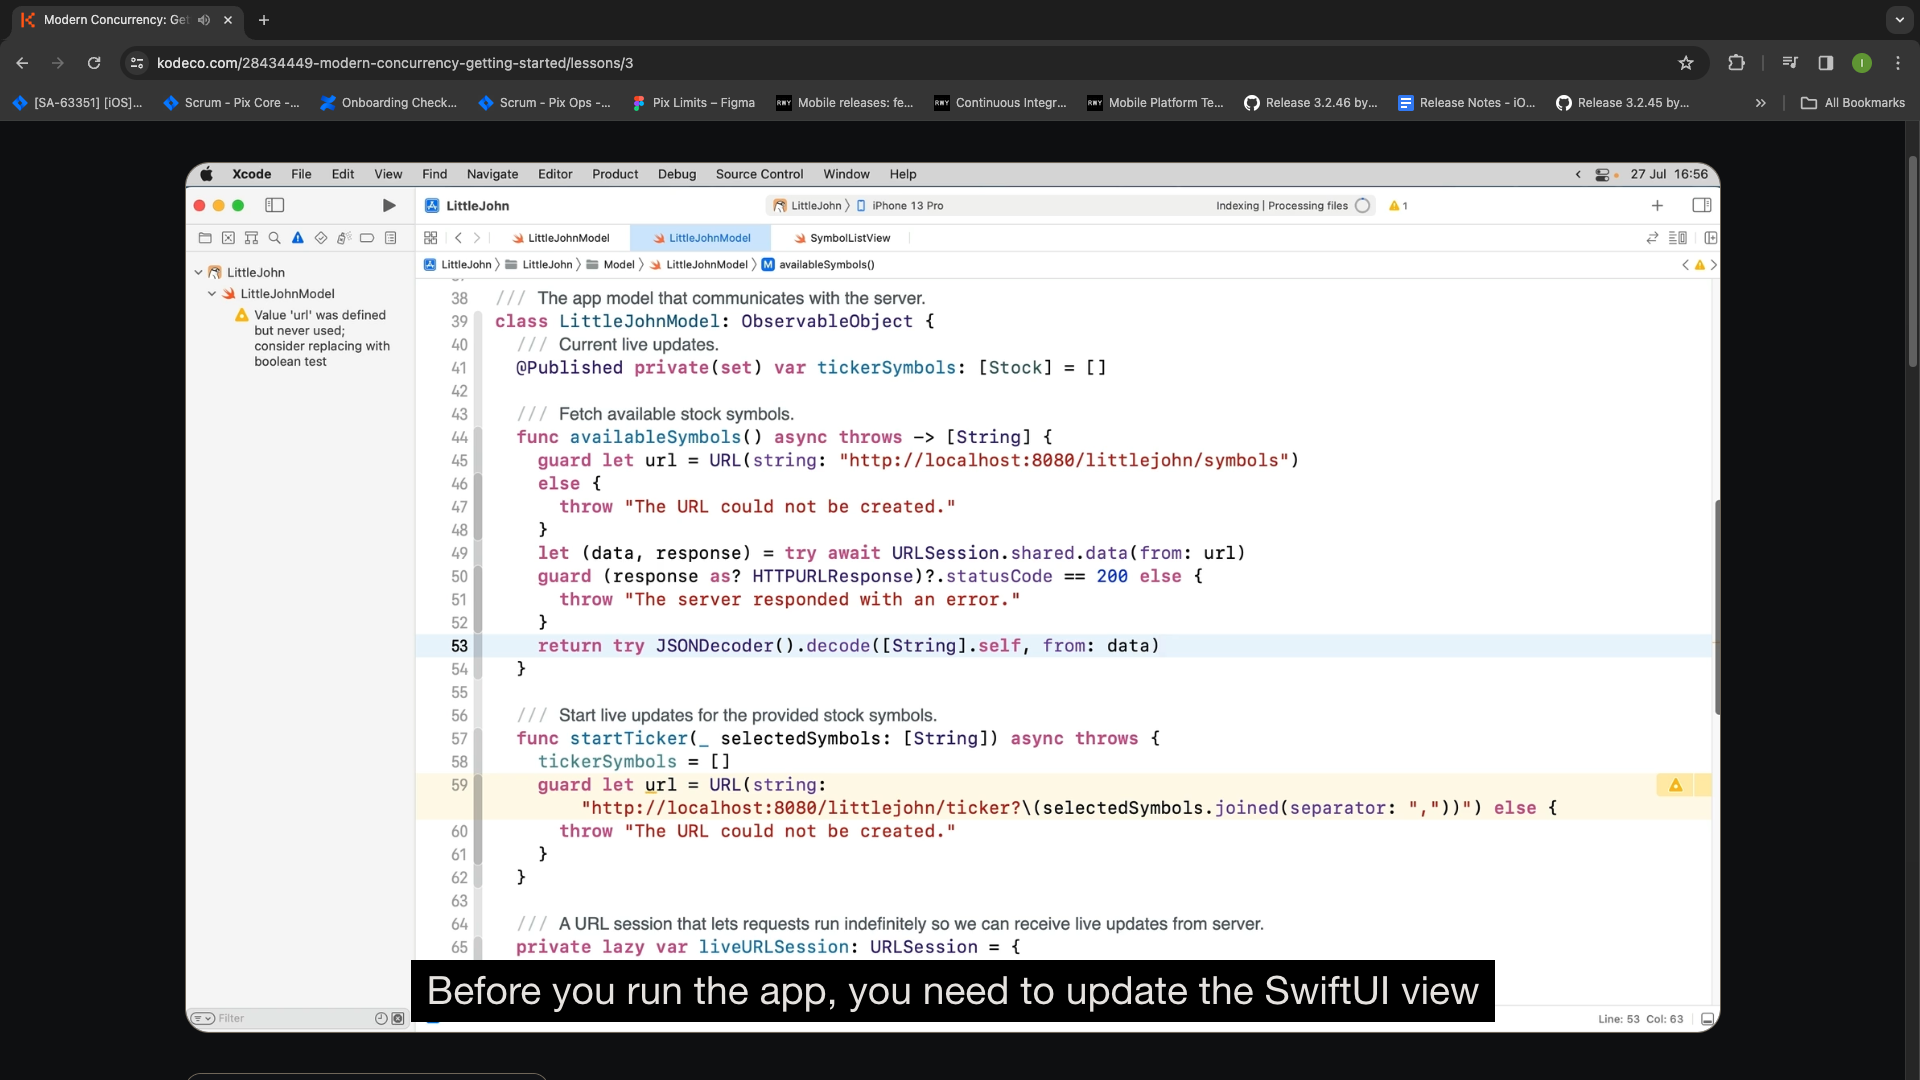 Modern Concurrency: Get
kodeco.com/28434449-modern-concurrency-getting-started/lessons/3
[SA-63351] [iOS]...
Scrum - Pix Core -...
Onboarding Check...
Scrum - Pix Ops -...
Pix Limits – Figma
RWY Mobile releases: fe...
RWY Continuous Integr...
RWY Mobile Platform Te...
Release 3.2.46 by...
Release Notes - iO...
Release 3.2.45 by...
» All Bookmarks
Xcode File Edit View Find Navigate Editor Product Debug Source Control Window Help
27 Jul 16:56
LittleJohn
LittleJohn iPhone 13 Pro
Indexing | Processing files
1
LittleJohnModel LittleJohnModel SymbolListView
LittleJohn LittleJohn Model LittleJohnModel M availableSymbols()
LittleJohn
LittleJohnModel
Value 'url' was defined
but never used;
consider replacing with
boolean test
38 /// The app model that communicates with the server.
39 class LittleJohnModel: ObservableObject {
40 /// Current live updates.
41 @Published private(set) var tickerSymbols: [Stock] = []
42
43 /// Fetch available stock symbols.
44 func availableSymbols() async throws -> [String] {
45 guard let url = URL(string: "http://localhost:8080/littlejohn/symbols")
46 else {
47 throw "The URL could not be created."
48 }
49 let (data, response) = try await URLSession.shared.data(from: url)
50 guard (response as? HTTPURLResponse)?.statusCode == 200 else {
51 throw "The server responded with an error."
52 }
53 return try JSONDecoder().decode([String].self, from: data)
54 }
55
56 /// Start live updates for the provided stock symbols.
57 func startTicker(_ selectedSymbols: [String]) async throws {
58 tickerSymbols = []
59 guard let url = URL(string:
"http://localhost:8080/littlejohn/ticker?\(selectedSymbols.joined(separator: ","))") else {
60 throw "The URL could not be created."
61 }
62 }
63
64 /// A URL session that lets requests run indefinitely so we can receive live updates from server.
65 private lazy var liveURLSession: URLSession = {
Before you run the app, you need to update the SwiftUI view
Filter
Line: 53 Col: 63